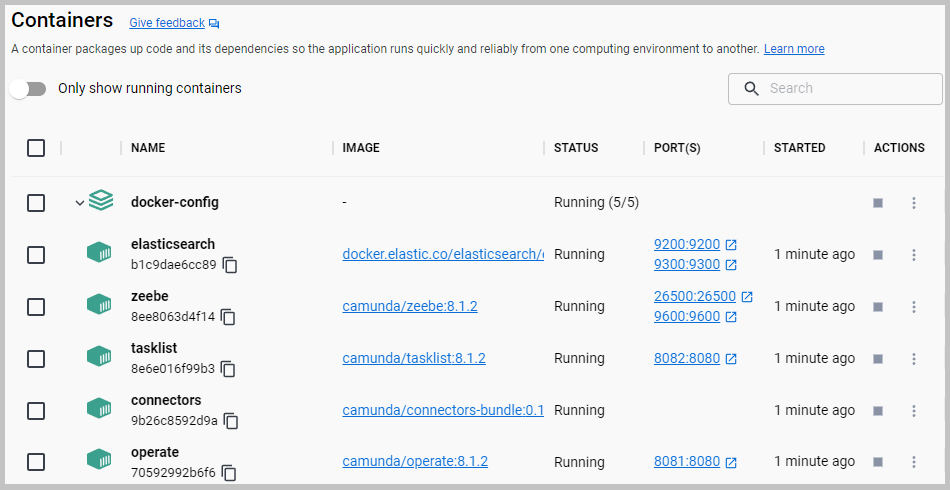 Containers Give feedback
A container packages up code and its dependencies so the application runs quickly and reliably from one computing environment to another. Learn more
Only show running containers Search
NAME IMAGE STATUS PORT(S) STARTED ACTIONS
docker-config - Running (5/5)
elasticsearch
b1c9dae6cc89
docker.elastic.co/elasticsearch/ Running
9200:9200
9300:9300
1 minute ago
zeebe
8ee8063d4f14
camunda/zeebe:8.1.2 Running
26500:26500
9600:9600
1 minute ago
tasklist
8e6e016f99b3
camunda/tasklist:8.1.2 Running 8082:8080 1 minute ago
connectors
9b26c8592d9a
camunda/connectors-bundle:0.1 Running 1 minute ago
operate
70592992b6f6
camunda/operate:8.1.2 Running 8081:8080 1 minute ago